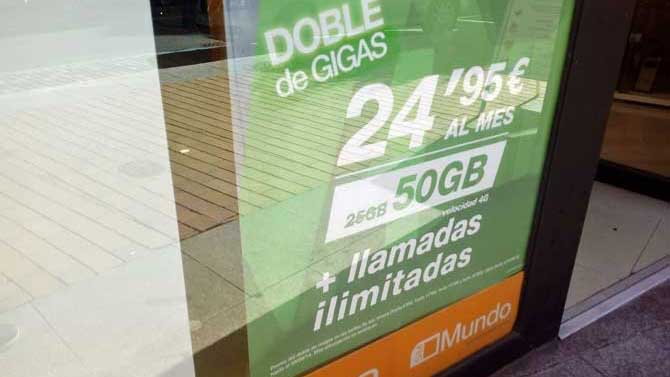 DOBLE
de GIGAS
24'95€
AL MES
25GB 50GB
velocidad 4G
+ llamadas
ilimitadas
Mundo